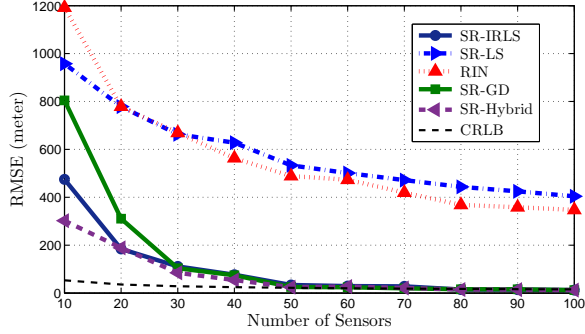 1200
1000
800
600
400
200
0
RMSE (meter)
SR-IRLS
SR-LS
RIN
SR-GD
SR-Hybrid
CRLB
10 20 30 40 50 60 70 80 90 100
Number of Sensors